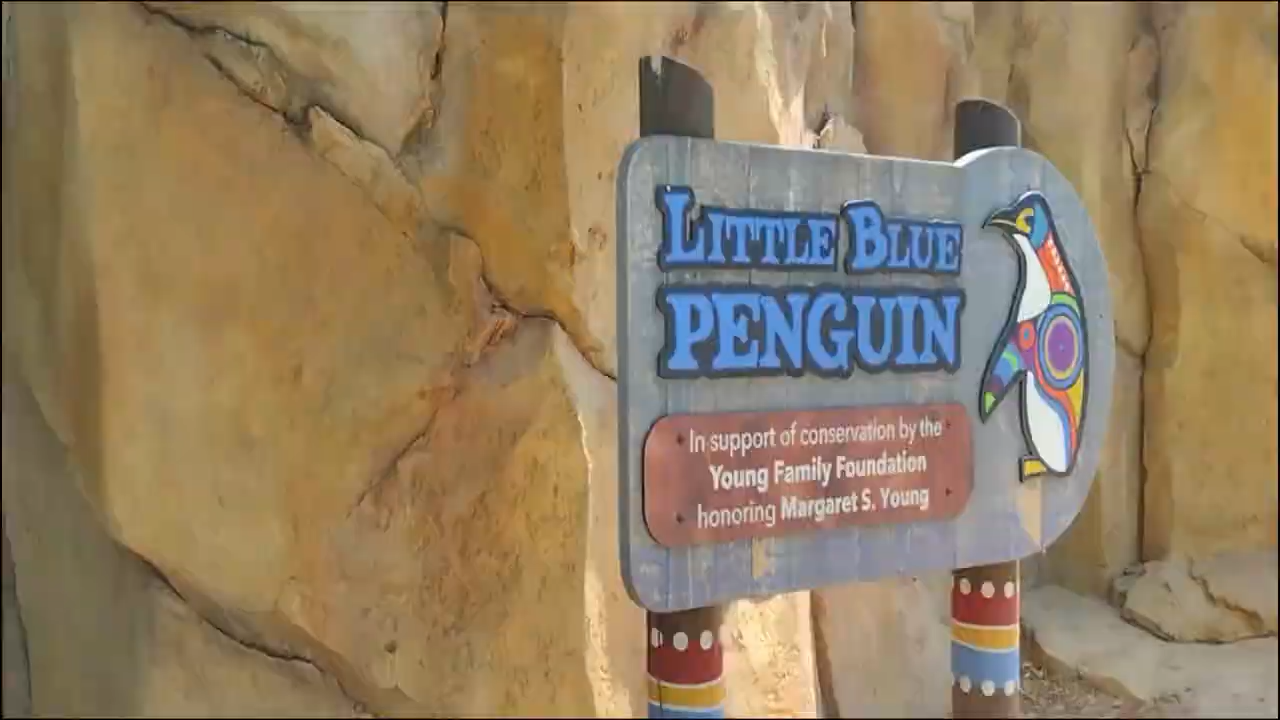 LITTLE BLUE
PENGUIN
In support of conservation by the
Young Family Foundation
honoring Margaret S. Young